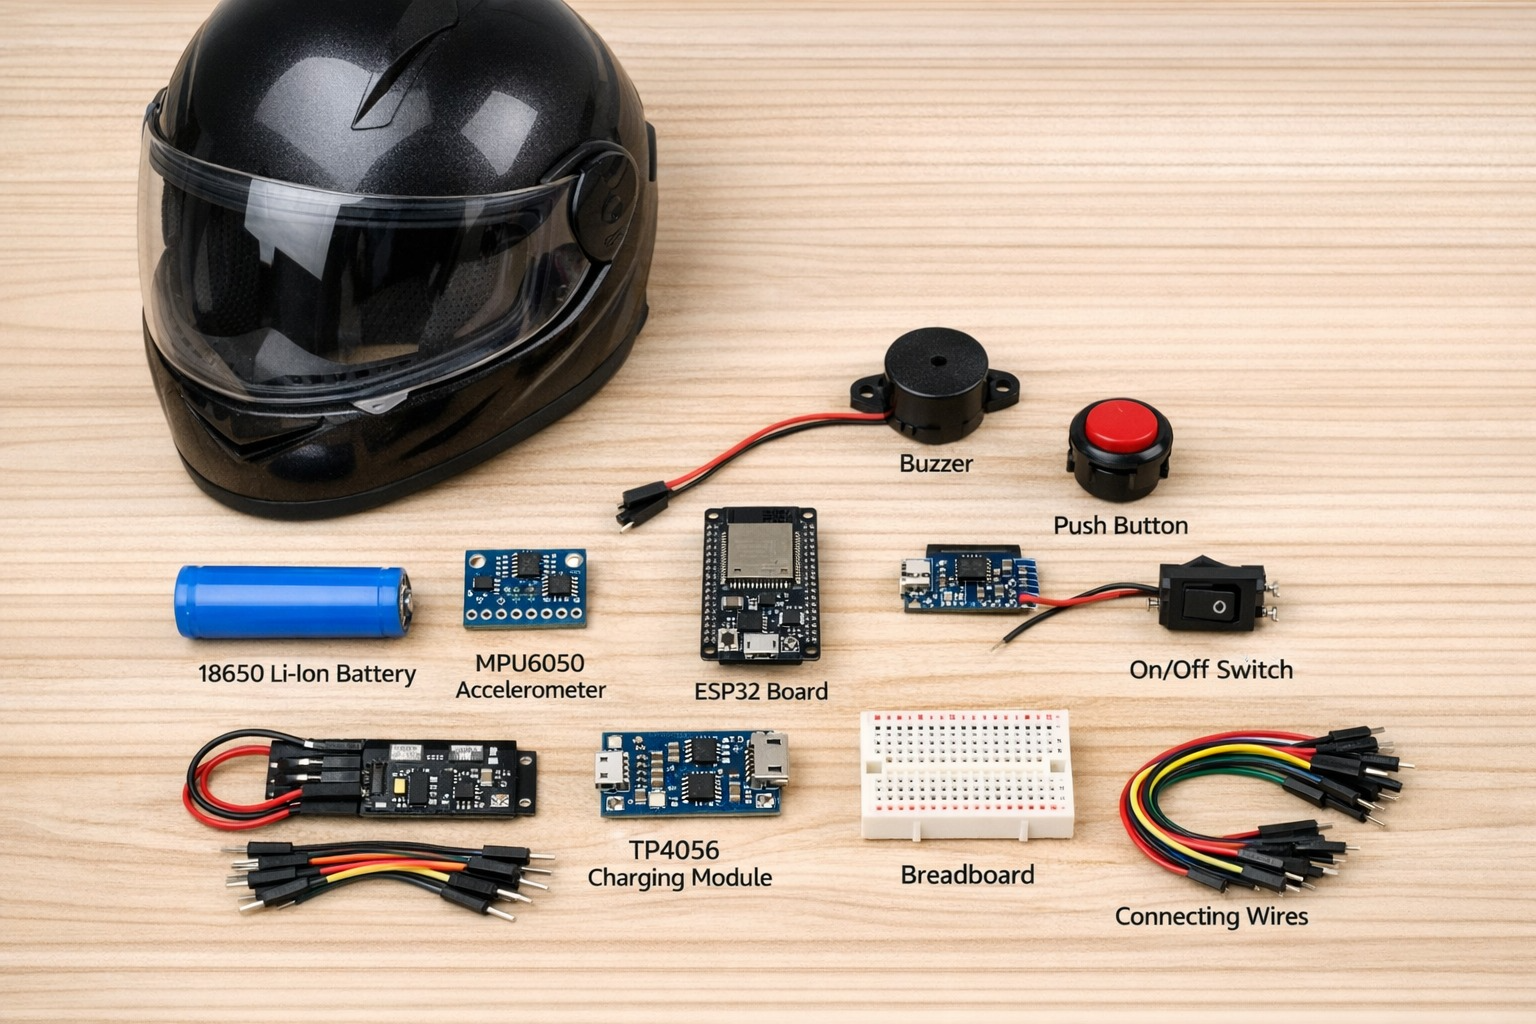 Buzzer
Push Button
18650 Li-Ion Battery
MPU6050
Accelerometer
ESP32 Board
On/Off Switch
TP4056
Charging Module
Breadboard
Connecting Wires